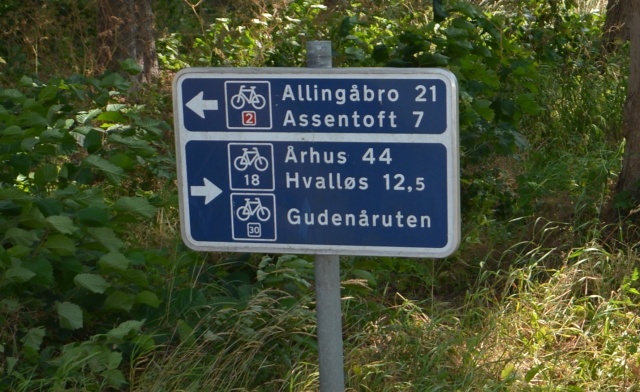 2 Allingåbro 21
Assentoft 7
18 Århus 44
Hvalløs 12,5
30 Gudenåruten